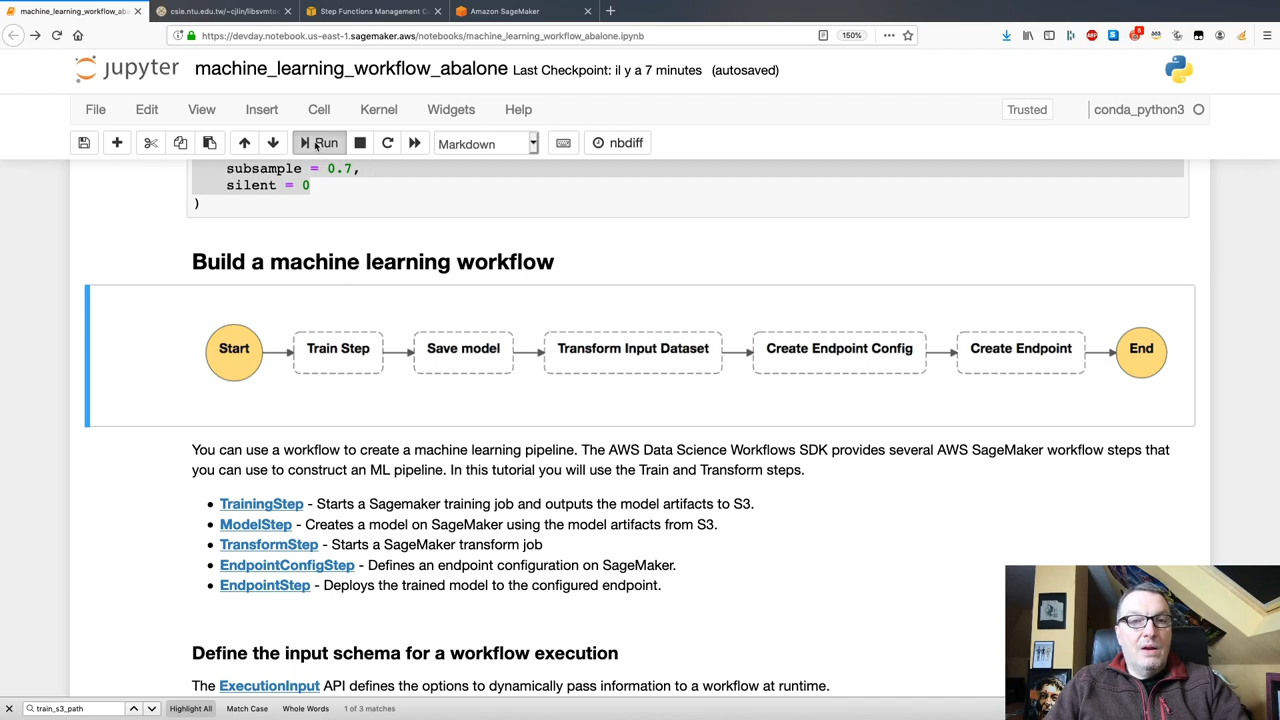 machine_learning_workflow_aba
csie.ntu.edu.tw/~cjlin/libsvmto
Step Functions Management C
Amazon SageMaker
https://devday.notebook.us-east-1.sagemaker.aws/notebooks/machine_learning_workflow_abalone.ipynb
150%
jupyter machine_learning_workflow_abalone Last Checkpoint: il y a 7 minutes (autosaved)
File Edit View Insert Cell Kernel Widgets Help Trusted conda_python3
Run Markdown nbdiff
subsample = 0.7,
silent = 0
)
Build a machine learning workflow
Start Train Step Save model Transform Input Dataset Create Endpoint Config Create Endpoint End
You can use a workflow to create a machine learning pipeline. The AWS Data Science Workflows SDK provides several AWS SageMaker workflow steps that
you can use to construct an ML pipeline. In this tutorial you will use the Train and Transform steps.
• TrainingStep - Starts a Sagemaker training job and outputs the model artifacts to S3.
• ModelStep - Creates a model on SageMaker using the model artifacts from S3.
• TransformStep - Starts a SageMaker transform job
• EndpointConfigStep - Defines an endpoint configuration on SageMaker.
• EndpointStep - Deploys the trained model to the configured endpoint.
Define the input schema for a workflow execution
The ExecutionInput API defines the options to dynamically pass information to a workflow at runtime.
train_s3_path Highlight All Match Case Whole Words 1 of 3 matches